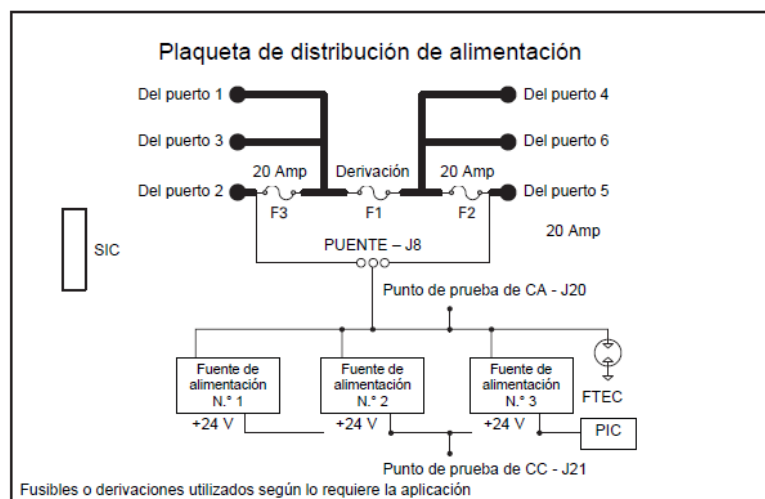 Plaqueta de distribución de alimentación
Del puerto 1
Del puerto 4
Del puerto 3
Del puerto 6
20 Amp
Derivación
20 Amp
Del puerto 2
Del puerto 5
F3
F1
F2
20 Amp
PUENTE – J8
SIC
Punto de prueba de CA - J20
Fuente de
alimentación
N.° 1
Fuente de
alimentación
N.° 2
Fuente de
alimentación
N.° 3
FTEC
+24 V
+24 V
+24 V
PIC
Punto de prueba de CC - J21
Fusibles o derivaciones utilizados según lo requiere la aplicación